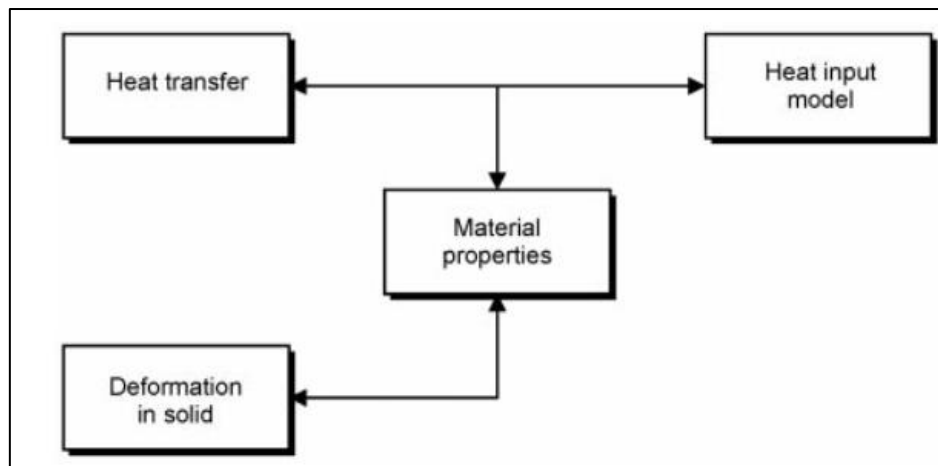 Heat transfer
Heat input
model
Material
properties
Deformation
in solid